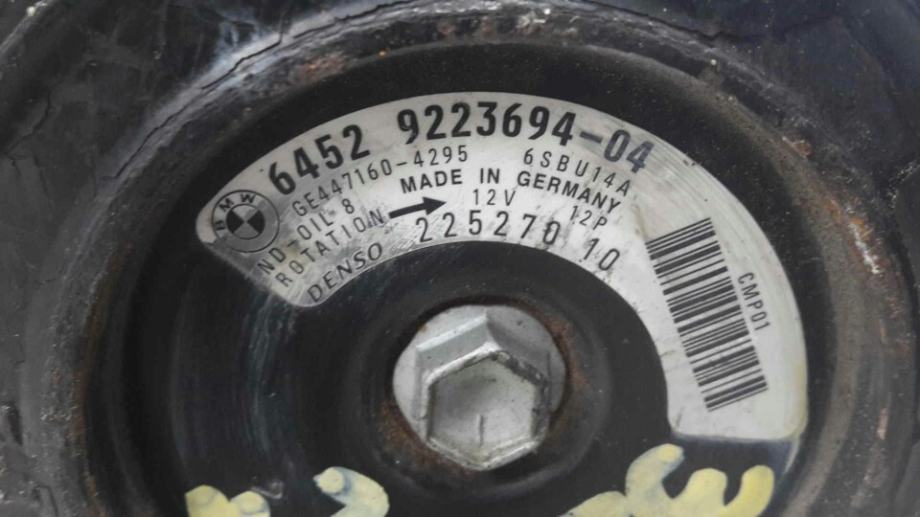 6452 9223694-04
GE447160-4295 6SBU14A
MADE IN GERMANY
ND-OIL 8 12V 12P
ROTATION
DENSO 225270 10
BMW
CMP01